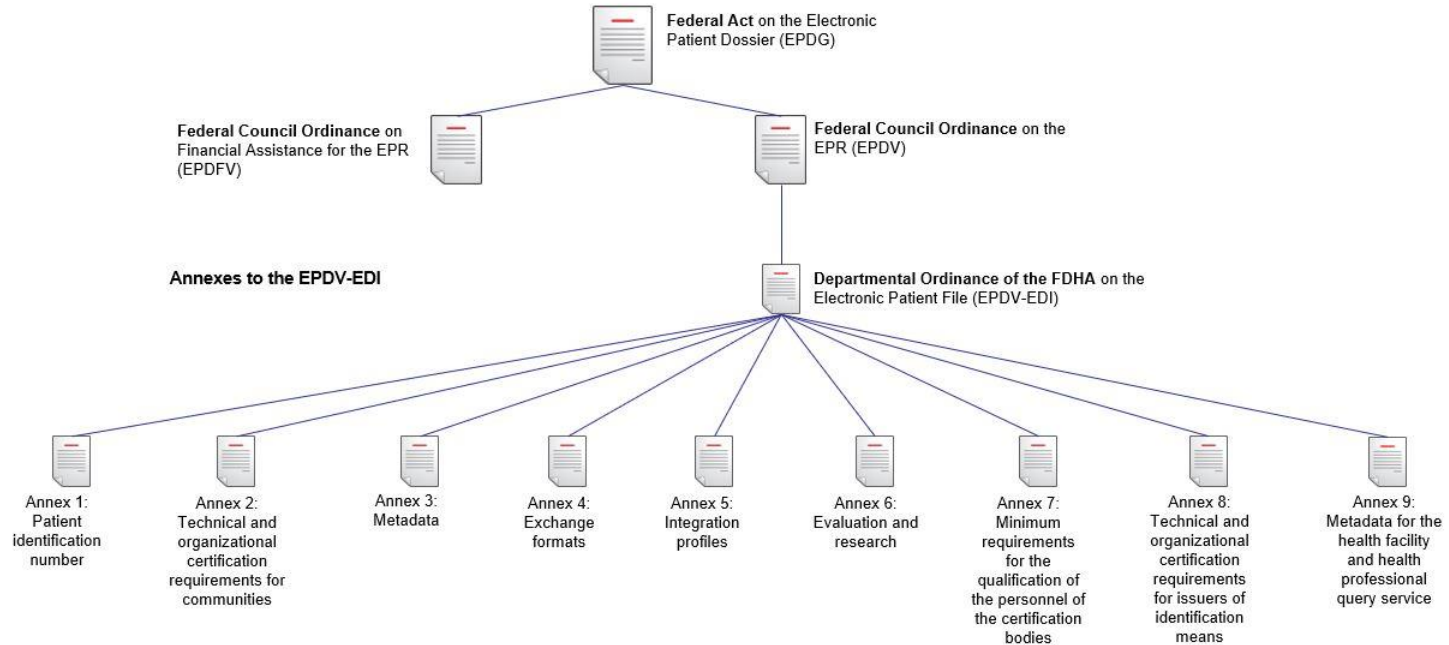 Federal Act on the Electronic
Patient Dossier (EPDG)
Federal Council Ordinance on
Financial Assistance for the EPR
(EPDFV)
Federal Council Ordinance on the
EPR (EPDV)
Annexes to the EPDV-EDI
Departmental Ordinance of the FDHA on the
Electronic Patient File (EPDV-EDI)
Annex 1:
Patient
identification
number
Annex 2:
Technical and
organizational
certification
requirements for
communities
Annex 3:
Metadata
Annex 4:
Exchange
formats
Annex 5:
Integration
profiles
Annex 6:
Evaluation and
research
Annex 7:
Minimum
requirements
for the
qualification of
the personnel of
the certification
bodies
Annex 8:
Technical and
organizational
certification
requirements
for issuers of
identification
means
Annex 9:
Metadata for the
health facility
and health
professional
query service